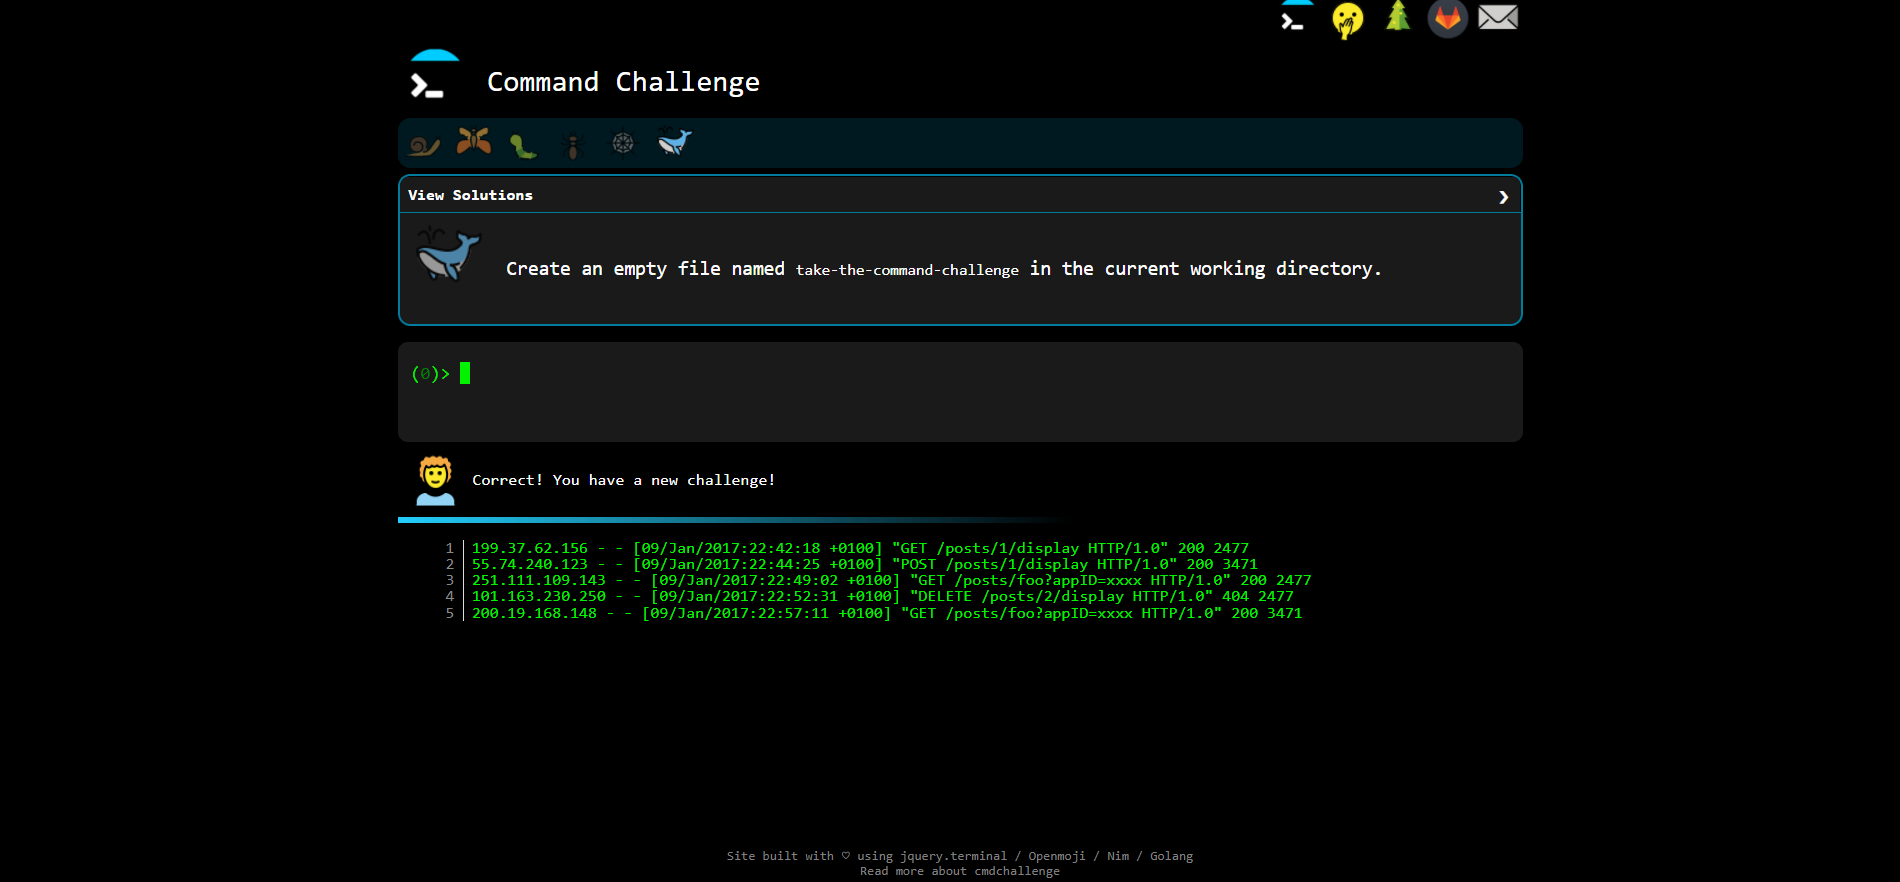 Command Challenge
View Solutions ❯
Create an empty file named take-the-command-challenge in the current working directory.
(0)>
Correct! You have a new challenge!
1 199.37.62.156 - - [09/Jan/2017:22:42:18 +0100] "GET /posts/1/display HTTP/1.0" 200 2477
2 55.74.240.123 - - [09/Jan/2017:22:44:25 +0100] "POST /posts/1/display HTTP/1.0" 200 3471
3 251.111.109.143 - - [09/Jan/2017:22:49:02 +0100] "GET /posts/foo?appID=xxxx HTTP/1.0" 200 2477
4 101.163.230.250 - - [09/Jan/2017:22:52:31 +0100] "DELETE /posts/2/display HTTP/1.0" 404 2477
5 200.19.168.148 - - [09/Jan/2017:22:57:11 +0100] "GET /posts/foo?appID=xxxx HTTP/1.0" 200 3471
Site built with ♡ using jquery.terminal / Openmoji / Nim / Golang
Read more about cmdchallenge